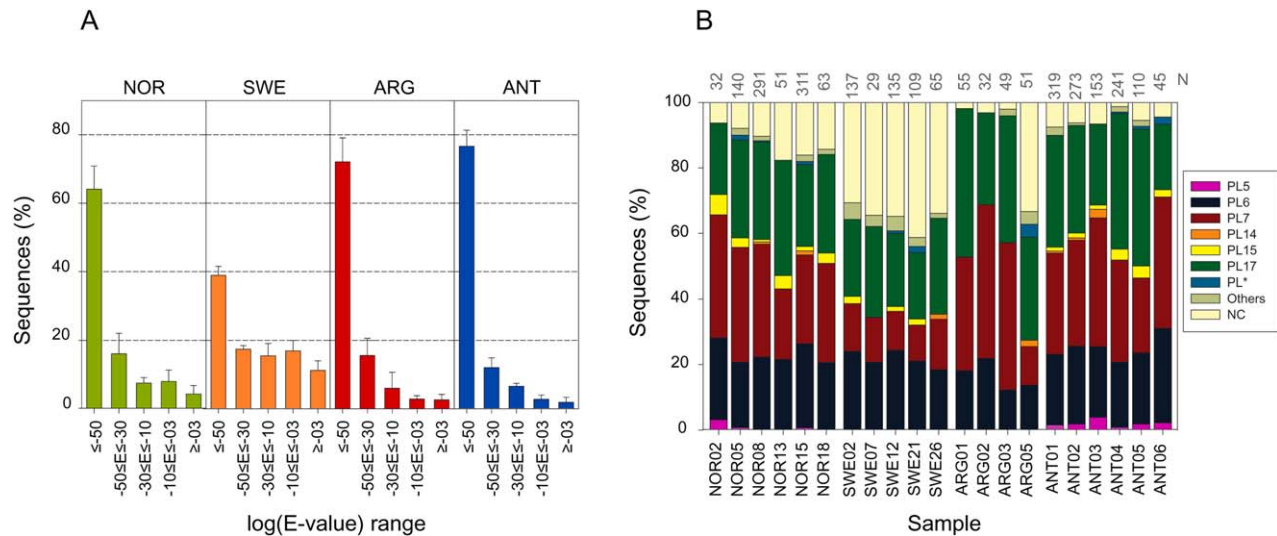 A
NOR SWE ARG ANT
80
60
40
20
0
Sequences (%)
≤-50 -50≤E≤-30 -30≤E≤-10 -10≤E≤-03 ≥-03 ≤-50 -50≤E≤-30 -30≤E≤-10 -10≤E≤-03 ≥-03 ≤-50 -50≤E≤-30 -30≤E≤-10 -10≤E≤-03 ≥-03 ≤-50 -50≤E≤-30 -30≤E≤-10 -10≤E≤-03 ≥-03
log(E-value) range
B
32 140 291 51 311 63 137 29 135 109 65 55 32 49 51 319 273 153 241 110 45 N
100
80
60
40
20
0
Sequences (%)
NOR02 NOR05 NOR08 NOR13 NOR15 NOR18 SWE02 SWE07 SWE12 SWE21 SWE26 ARG01 ARG02 ARG03 ARG05 ANT01 ANT02 ANT03 ANT04 ANT05 ANT06
Sample
PL5
PL6
PL7
PL14
PL15
PL17
PL*
Others
NC